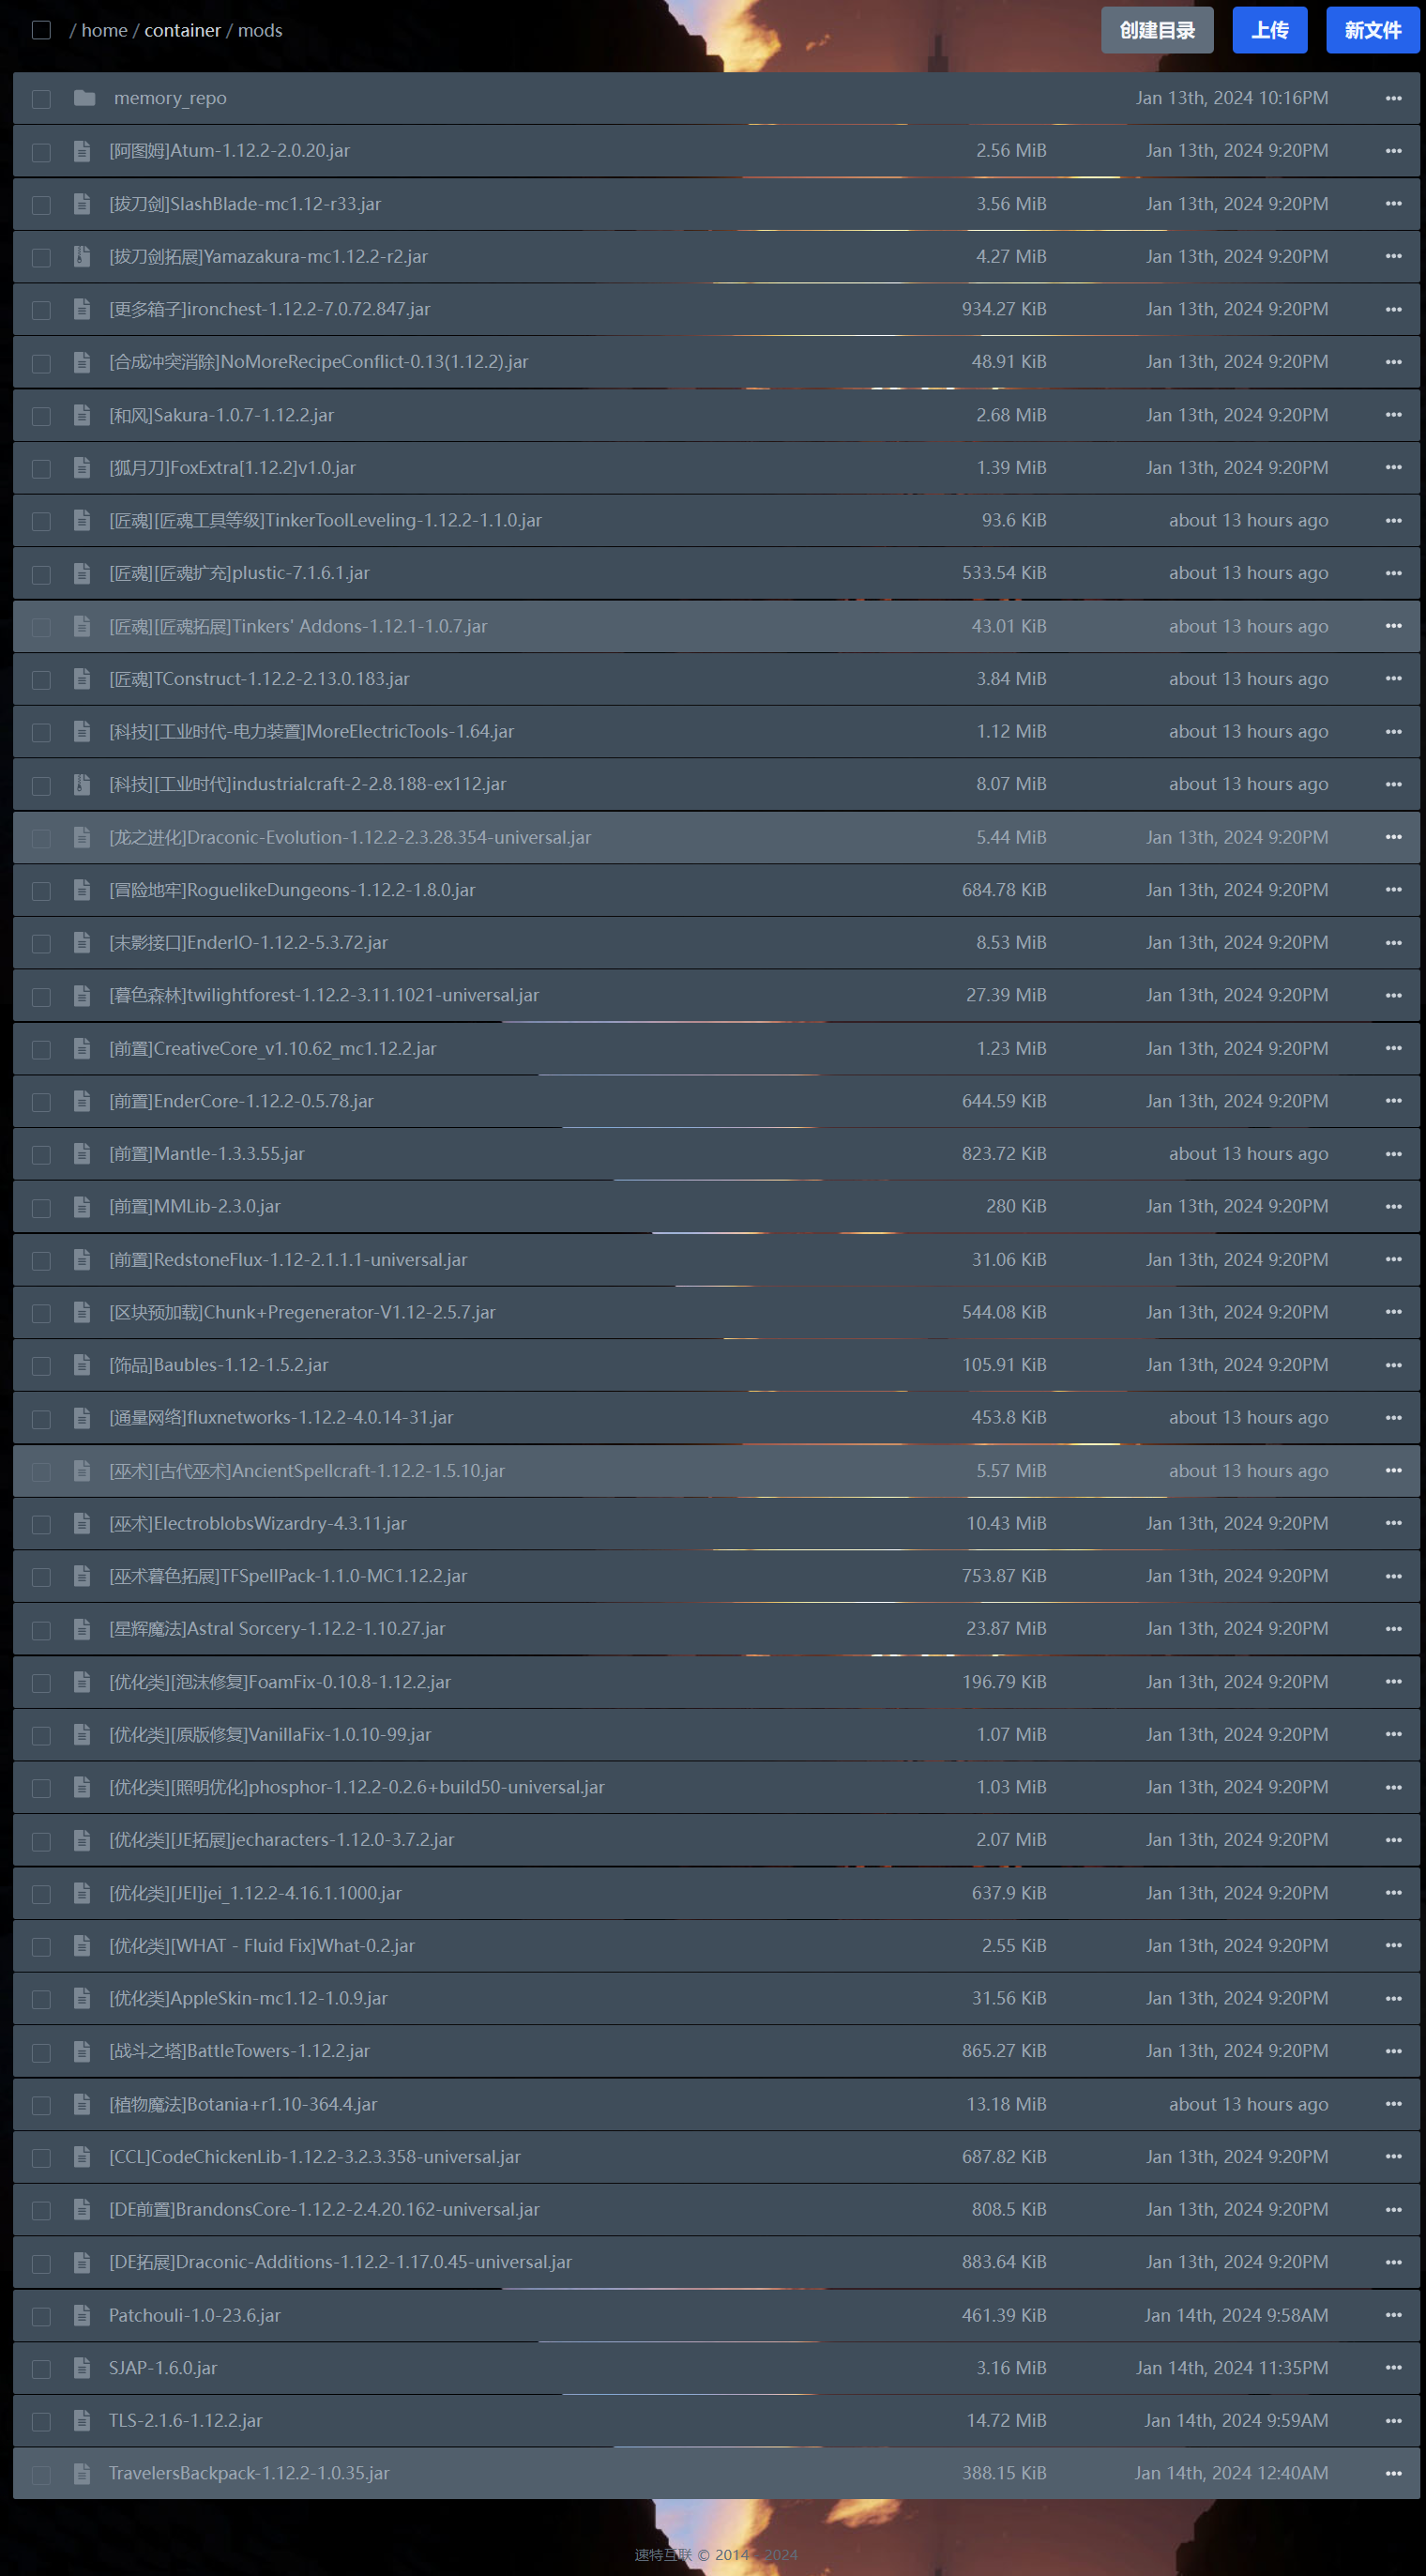 / home / container / mods 创建目录 上传 新文件
memory_repo Jan 13th, 2024 10:16PM
[阿图姆]Atum-1.12.2-2.0.20.jar 2.56 MiB Jan 13th, 2024 9:20PM
[拔刀剑]SlashBlade-mc1.12-r33.jar 3.56 MiB Jan 13th, 2024 9:20PM
[拔刀剑拓展]Yamazakura-mc1.12.2-r2.jar 4.27 MiB Jan 13th, 2024 9:20PM
[更多箱子]ironchest-1.12.2-7.0.72.847.jar 934.27 KiB Jan 13th, 2024 9:20PM
[合成冲突消除]NoMoreRecipeConflict-0.13(1.12.2).jar 48.91 KiB Jan 13th, 2024 9:20PM
[和风]Sakura-1.0.7-1.12.2.jar 2.68 MiB Jan 13th, 2024 9:20PM
[狐月刀]FoxExtra[1.12.2]v1.0.jar 1.39 MiB Jan 13th, 2024 9:20PM
[匠魂][匠魂工具等级]TinkerToolLeveling-1.12.2-1.1.0.jar 93.6 KiB about 13 hours ago
[匠魂][匠魂扩充]plustic-7.1.6.1.jar 533.54 KiB about 13 hours ago
[匠魂][匠魂拓展]Tinkers' Addons-1.12.1-1.0.7.jar 43.01 KiB about 13 hours ago
[匠魂]TConstruct-1.12.2-2.13.0.183.jar 3.84 MiB about 13 hours ago
[科技][工业时代-电力装置]MoreElectricTools-1.64.jar 1.12 MiB about 13 hours ago
[科技][工业时代]industrialcraft-2-2.8.188-ex112.jar 8.07 MiB about 13 hours ago
[龙之进化]Draconic-Evolution-1.12.2-2.3.28.354-universal.jar 5.44 MiB Jan 13th, 2024 9:20PM
[冒险地牢]RoguelikeDungeons-1.12.2-1.8.0.jar 684.78 KiB Jan 13th, 2024 9:20PM
[末影接口]EnderIO-1.12.2-5.3.72.jar 8.53 MiB Jan 13th, 2024 9:20PM
[暮色森林]twilightforest-1.12.2-3.11.1021-universal.jar 27.39 MiB Jan 13th, 2024 9:20PM
[前置]CreativeCore_v1.10.62_mc1.12.2.jar 1.23 MiB Jan 13th, 2024 9:20PM
[前置]EnderCore-1.12.2-0.5.78.jar 644.59 KiB Jan 13th, 2024 9:20PM
[前置]Mantle-1.3.3.55.jar 823.72 KiB about 13 hours ago
[前置]MMLib-2.3.0.jar 280 KiB Jan 13th, 2024 9:20PM
[前置]RedstoneFlux-1.12-2.1.1.1-universal.jar 31.06 KiB Jan 13th, 2024 9:20PM
[区块预加载]Chunk+Pregenerator-V1.12-2.5.7.jar 544.08 KiB Jan 13th, 2024 9:20PM
[饰品]Baubles-1.12-1.5.2.jar 105.91 KiB Jan 13th, 2024 9:20PM
[通量网络]fluxnetworks-1.12.2-4.0.14-31.jar 453.8 KiB about 13 hours ago
[巫术][古代巫术]AncientSpellcraft-1.12.2-1.5.10.jar 5.57 MiB about 13 hours ago
[巫术]ElectroblobsWizardry-4.3.11.jar 10.43 MiB Jan 13th, 2024 9:20PM
[巫术暮色拓展]TFSpellPack-1.1.0-MC1.12.2.jar 753.87 KiB Jan 13th, 2024 9:20PM
[星辉魔法]Astral Sorcery-1.12.2-1.10.27.jar 23.87 MiB Jan 13th, 2024 9:20PM
[优化类][泡沫修复]FoamFix-0.10.8-1.12.2.jar 196.79 KiB Jan 13th, 2024 9:20PM
[优化类][原版修复]VanillaFix-1.0.10-99.jar 1.07 MiB Jan 13th, 2024 9:20PM
[优化类][照明优化]phosphor-1.12.2-0.2.6+build50-universal.jar 1.03 MiB Jan 13th, 2024 9:20PM
[优化类][JE拓展]jecharacters-1.12.0-3.7.2.jar 2.07 MiB Jan 13th, 2024 9:20PM
[优化类][JEI]jei_1.12.2-4.16.1.1000.jar 637.9 KiB Jan 13th, 2024 9:20PM
[优化类][WHAT - Fluid Fix]What-0.2.jar 2.55 KiB Jan 13th, 2024 9:20PM
[优化类]AppleSkin-mc1.12-1.0.9.jar 31.56 KiB Jan 13th, 2024 9:20PM
[战斗之塔]BattleTowers-1.12.2.jar 865.27 KiB Jan 13th, 2024 9:20PM
[植物魔法]Botania+r1.10-364.4.jar 13.18 MiB about 13 hours ago
[CCL]CodeChickenLib-1.12.2-3.2.3.358-universal.jar 687.82 KiB Jan 13th, 2024 9:20PM
[DE前置]BrandonsCore-1.12.2-2.4.20.162-universal.jar 808.5 KiB Jan 13th, 2024 9:20PM
[DE拓展]Draconic-Additions-1.12.2-1.17.0.45-universal.jar 883.64 KiB Jan 13th, 2024 9:20PM
Patchouli-1.0-23.6.jar 461.39 KiB Jan 14th, 2024 9:58AM
SJAP-1.6.0.jar 3.16 MiB Jan 14th, 2024 11:35PM
TLS-2.1.6-1.12.2.jar 14.72 MiB Jan 14th, 2024 9:59AM
TravelersBackpack-1.12.2-1.0.35.jar 388.15 KiB Jan 14th, 2024 12:40AM
速特互联 © 2014 - 2024